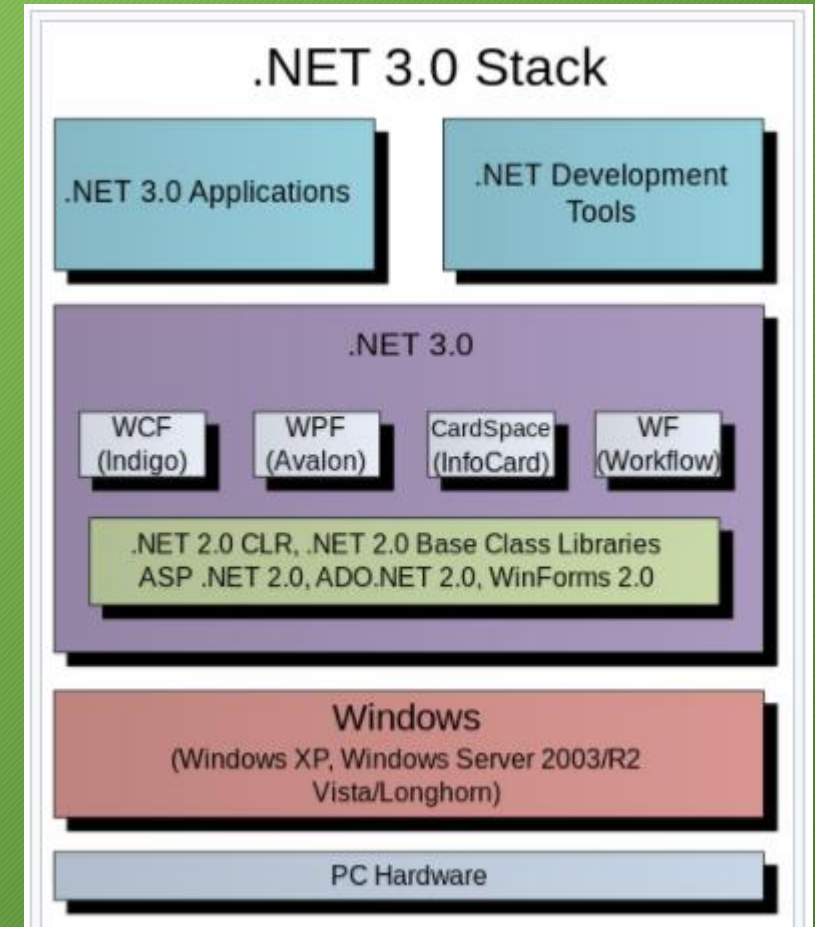 .NET 3.0 Stack
.NET 3.0 Applications
.NET Development
Tools
.NET 3.0
WCF
(Indigo)
WPF
(Avalon)
CardSpace
(InfoCard)
WF
(Workflow)
.NET 2.0 CLR, .NET 2.0 Base Class Libraries
ASP .NET 2.0, ADO.NET 2.0, WinForms 2.0
Windows
(Windows XP, Windows Server 2003/R2
Vista/Longhorn)
PC Hardware